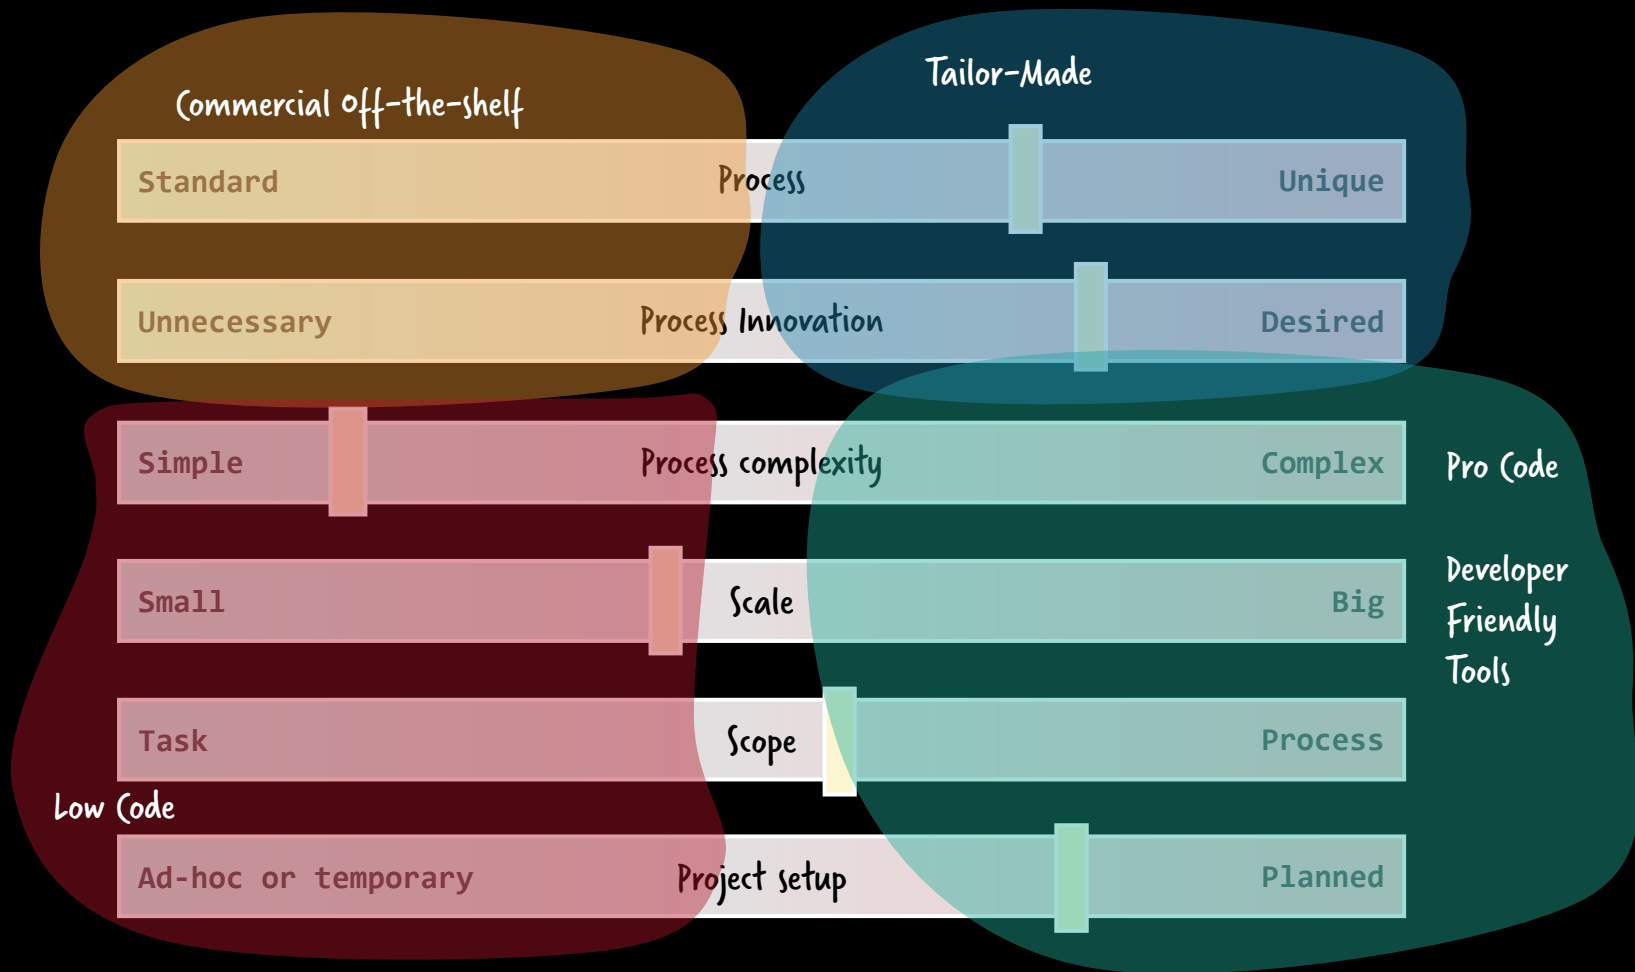 Commercial Off-the-shelf
Tailor-Made
Standard Process Unique
Unnecessary Process Innovation Desired
Simple Process complexity Complex
Pro Code
Small Scale Big
Developer
Friendly
Tools
Task Scope Process
Low Code
Ad-hoc or temporary Project setup Planned